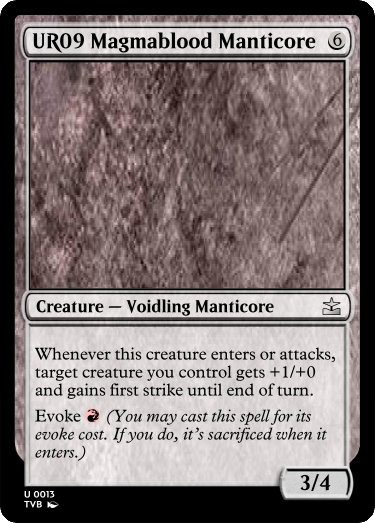 UR09 Magmablood Manticore 6
Creature — Voidling Manticore
Whenever this creature enters or attacks,
target creature you control gets +1/+0
and gains first strike until end of turn.
Evoke (You may cast this spell for its
evoke cost. If you do, it's sacrificed when it
enters.)
3/4
U 0013
TVB